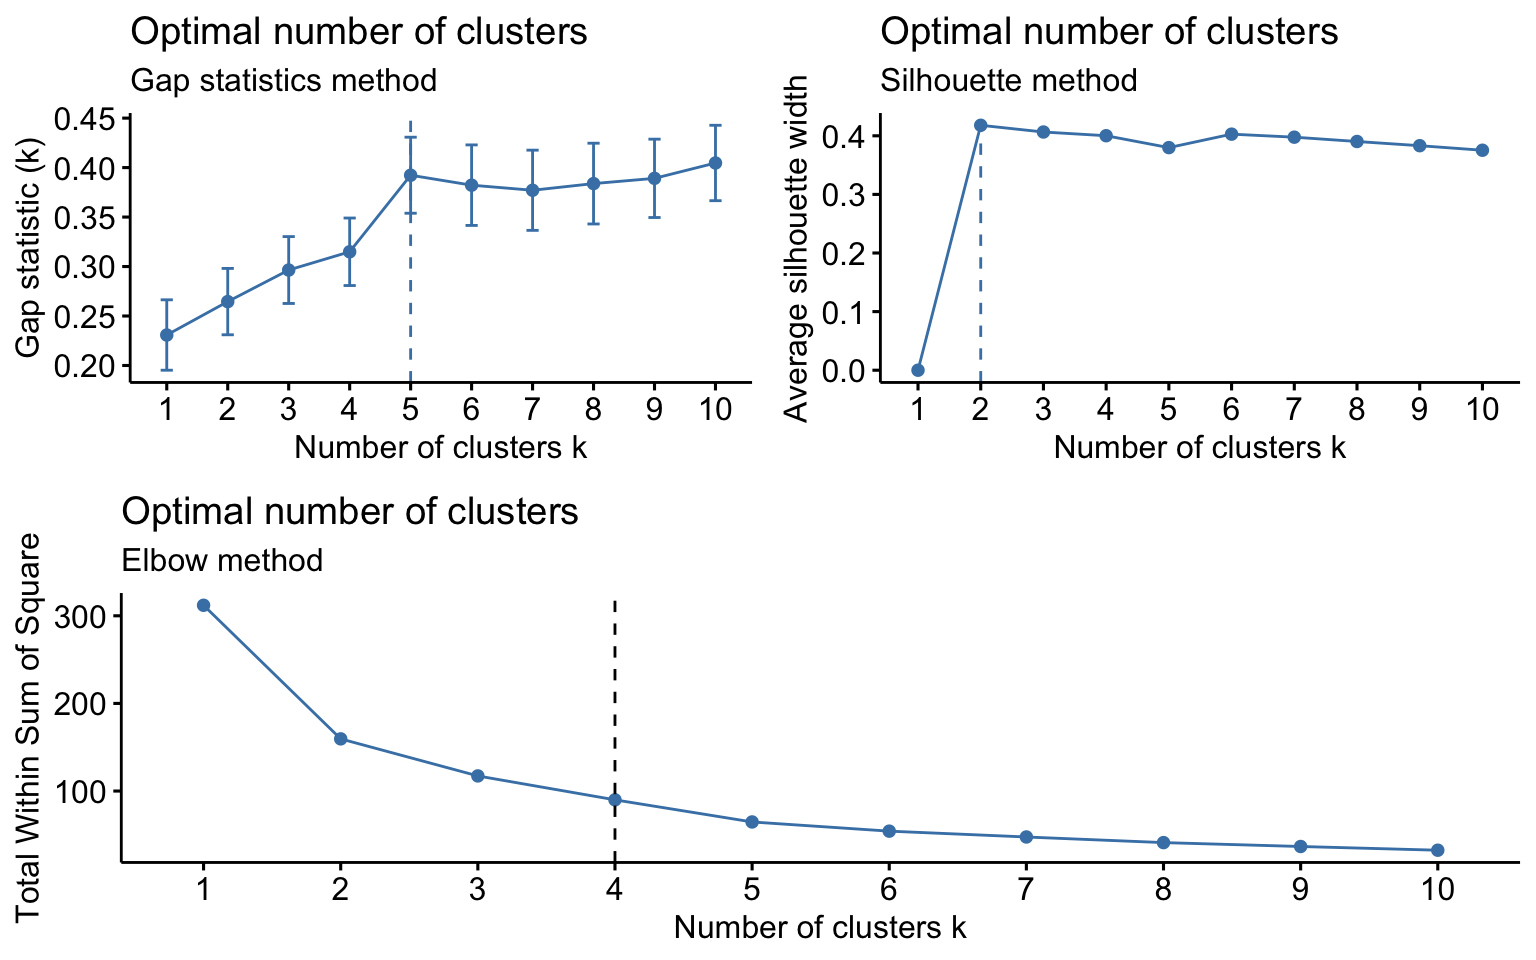 Optimal number of clusters
Gap statistics method
Gap statistic (k)
0.45
0.40
0.35
0.30
0.25
0.20
1 2 3 4 5 6 7 8 9 10
Number of clusters k
Optimal number of clusters
Silhouette method
Average silhouette width
0.4
0.3
0.2
0.1
0.0
1 2 3 4 5 6 7 8 9 10
Number of clusters k
Optimal number of clusters
Elbow method
Total Within Sum of Square
300
200
100
1 2 3 4 5 6 7 8 9 10
Number of clusters k